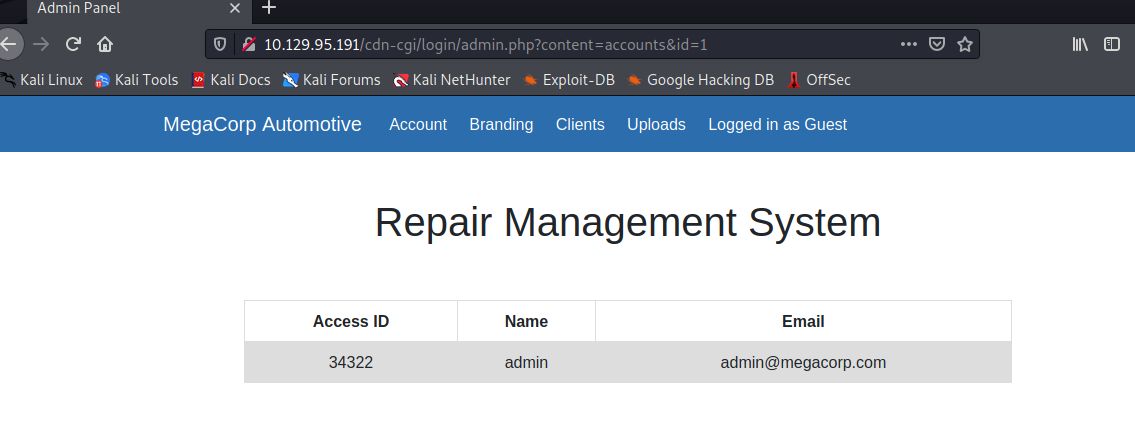 Admin Panel
10.129.95.191/cdn-cgi/login/admin.php?content=accounts&id=1
Kali Linux Kali Tools Kali Docs Kali Forums Kali NetHunter Exploit-DB Google Hacking DB OffSec
MegaCorp Automotive Account Branding Clients Uploads Logged in as Guest
Repair Management System
Access ID Name Email
34322 admin admin@megacorp.com